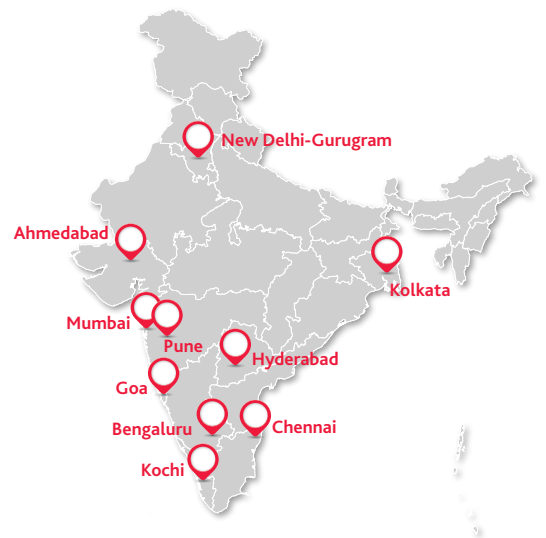 New Delhi-Gurugram
Ahmedabad
Kolkata
Mumbai
Pune
Hyderabad
Goa
Bengaluru
Chennai
Kochi